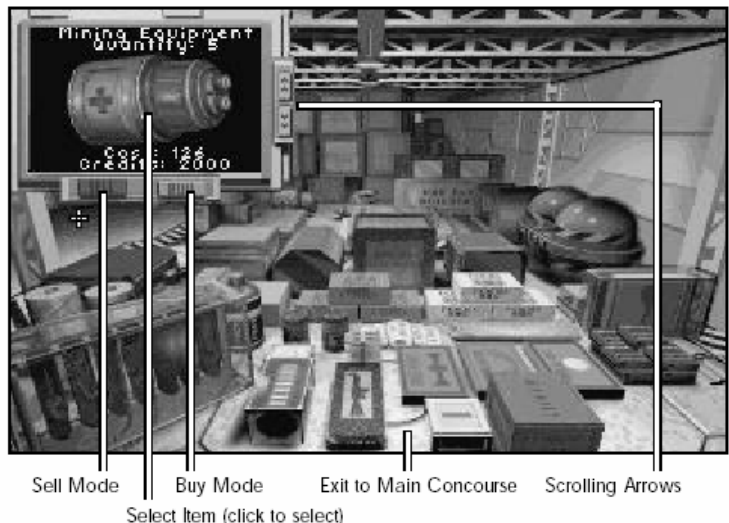 Mining Equipment
Quantity: 5
Cost: 124
Credits: 2000
Sell Mode
Buy Mode
Exit to Main Concourse
Scrolling Arrows
Select Item (click to select)